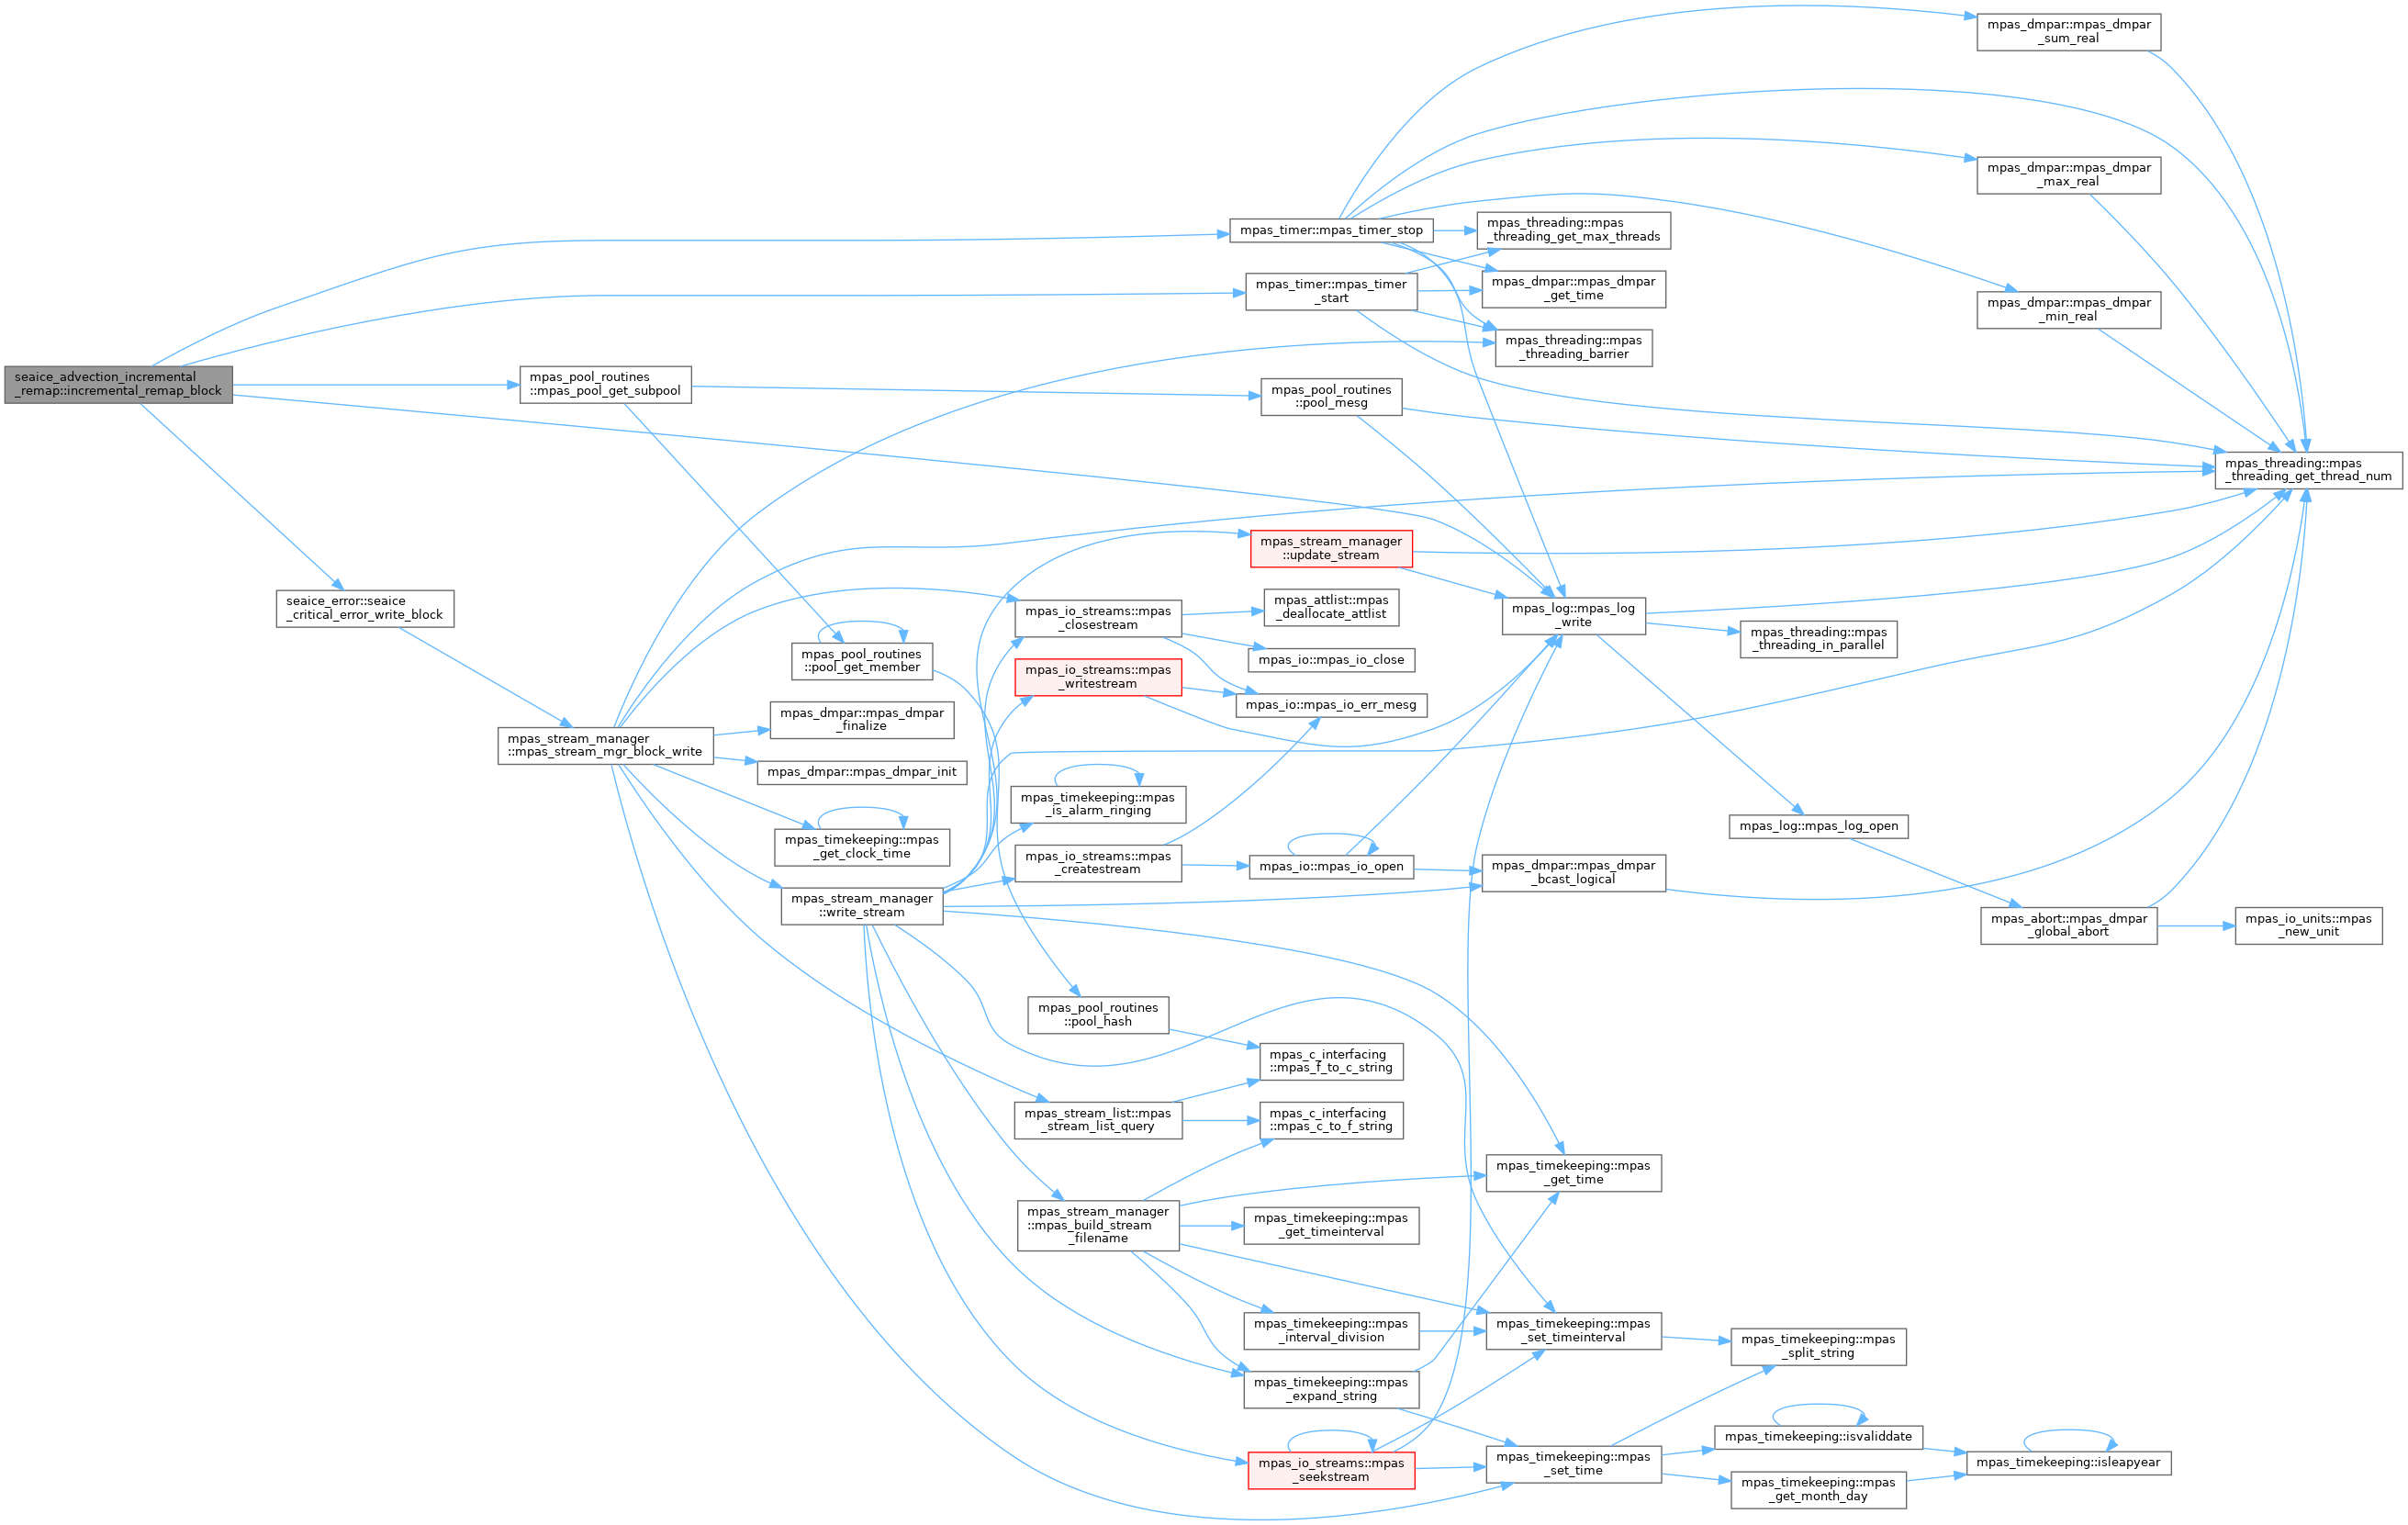 mpas_dmpar::mpas_dmpar
_sum_real
mpas_dmpar::mpas_dmpar
_max_real
mpas_timer::mpas_timer_stop
mpas_threading::mpas
_threading_get_max_threads
mpas_timer::mpas_timer
_start
mpas_dmpar::mpas_dmpar
_get_time
mpas_dmpar::mpas_dmpar
_min_real
mpas_threading::mpas
_threading_barrier
seaice_advection_incremental
_remap::incremental_remap_block
mpas_pool_routines
::mpas_pool_get_subpool
mpas_pool_routines
::pool_mesg
mpas_threading::mpas
_threading_get_thread_num
mpas_stream_manager
::update_stream
seaice_error::seaice
_critical_error_write_block
mpas_io_streams::mpas
_closestream
mpas_attlist::mpas
_deallocate_attlist
mpas_log::mpas_log
_write
mpas_threading::mpas
_threading_in_parallel
mpas_pool_routines
::pool_get_member
mpas_io::mpas_io_close
mpas_io_streams::mpas
_writestream
mpas_io::mpas_io_err_mesg
mpas_dmpar::mpas_dmpar
_finalize
mpas_stream_manager
::mpas_stream_mgr_block_write
mpas_dmpar::mpas_dmpar_init
mpas_timekeeping::mpas
_is_alarm_ringing
mpas_timekeeping::mpas
_get_clock_time
mpas_log::mpas_log_open
mpas_io_streams::mpas
_createstream
mpas_io::mpas_io_open
mpas_dmpar::mpas_dmpar
_bcast_logical
mpas_stream_manager
::write_stream
mpas_abort::mpas_dmpar
_global_abort
mpas_io_units::mpas
_new_unit
mpas_pool_routines
::pool_hash
mpas_c_interfacing
::mpas_f_to_c_string
mpas_stream_list::mpas
_stream_list_query
mpas_c_interfacing
::mpas_c_to_f_string
mpas_timekeeping::mpas
_get_time
mpas_stream_manager
::mpas_build_stream
_filename
mpas_timekeeping::mpas
_get_timeinterval
mpas_timekeeping::mpas
_interval_division
mpas_timekeeping::mpas
_set_timeinterval
mpas_timekeeping::mpas
_split_string
mpas_timekeeping::mpas
_expand_string
mpas_timekeeping::isvaliddate
mpas_io_streams::mpas
_seekstream
mpas_timekeeping::mpas
_set_time
mpas_timekeeping::isleapyear
mpas_timekeeping::mpas
_get_month_day